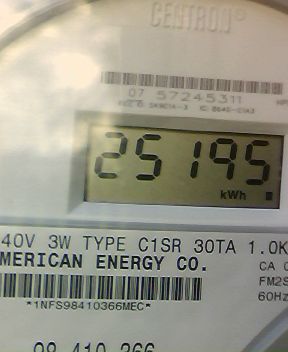 CENTRON®
07 57245311
25195
kWh
40V 3W TYPE C1SR 30TA 1.0K
MERICAN ENERGY CO.
CA 0
FM2S
60Hz
*1NFS98410366MEC*
98 410 366